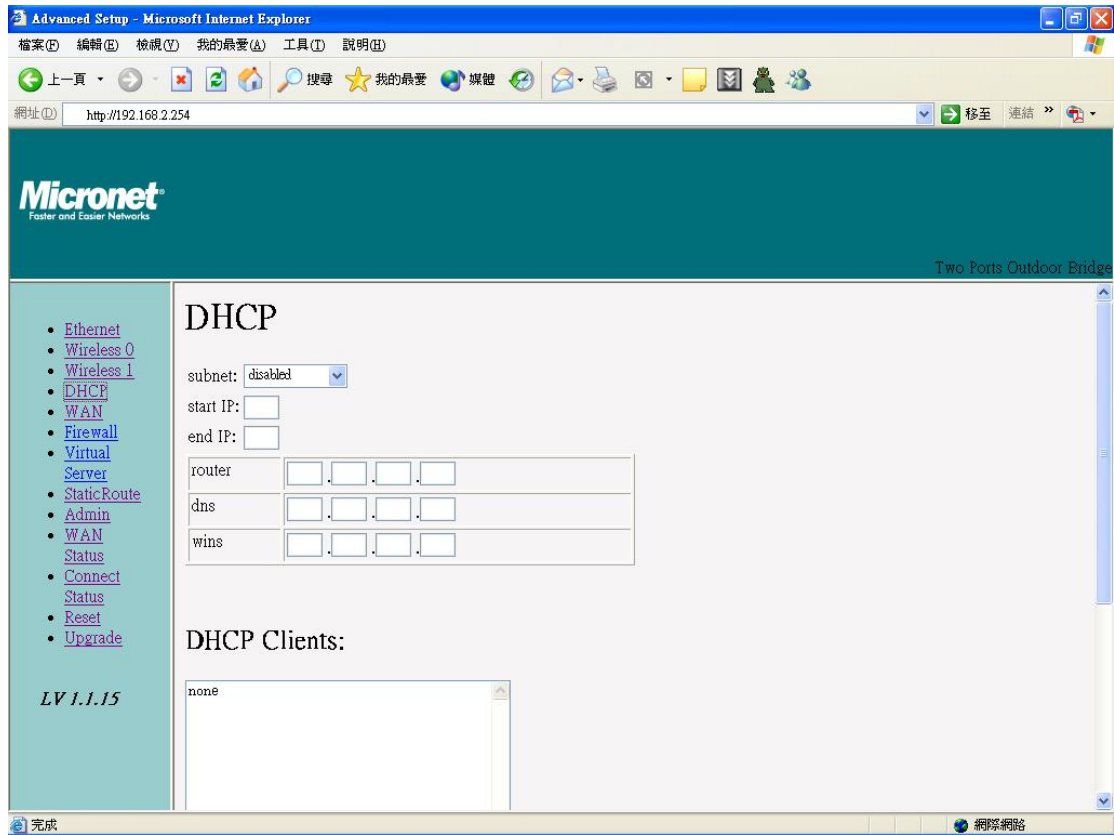 Advanced Setup - Microsoft Internet Explorer
檔案(F) 編輯(E) 檢視(V) 我的最愛(A) 工具(T) 說明(H)
上一頁 搜尋 我的最愛 媒體
網址(D) http://192.168.2.254 移至 連結 »
Micronet®
Faster and Easier Networks
Two Ports Outdoor Bridge
Ethernet
Wireless 0
Wireless 1
DHCP
WAN
Firewall
Virtual
Server
StaticRoute
Admin
WAN
Status
Connect
Status
Reset
Upgrade
LV 1.1.15
DHCP
subnet: disabled
start IP:
end IP:
router . . .
dns . . .
wins . . .
DHCP Clients:
none
完成 網際網路